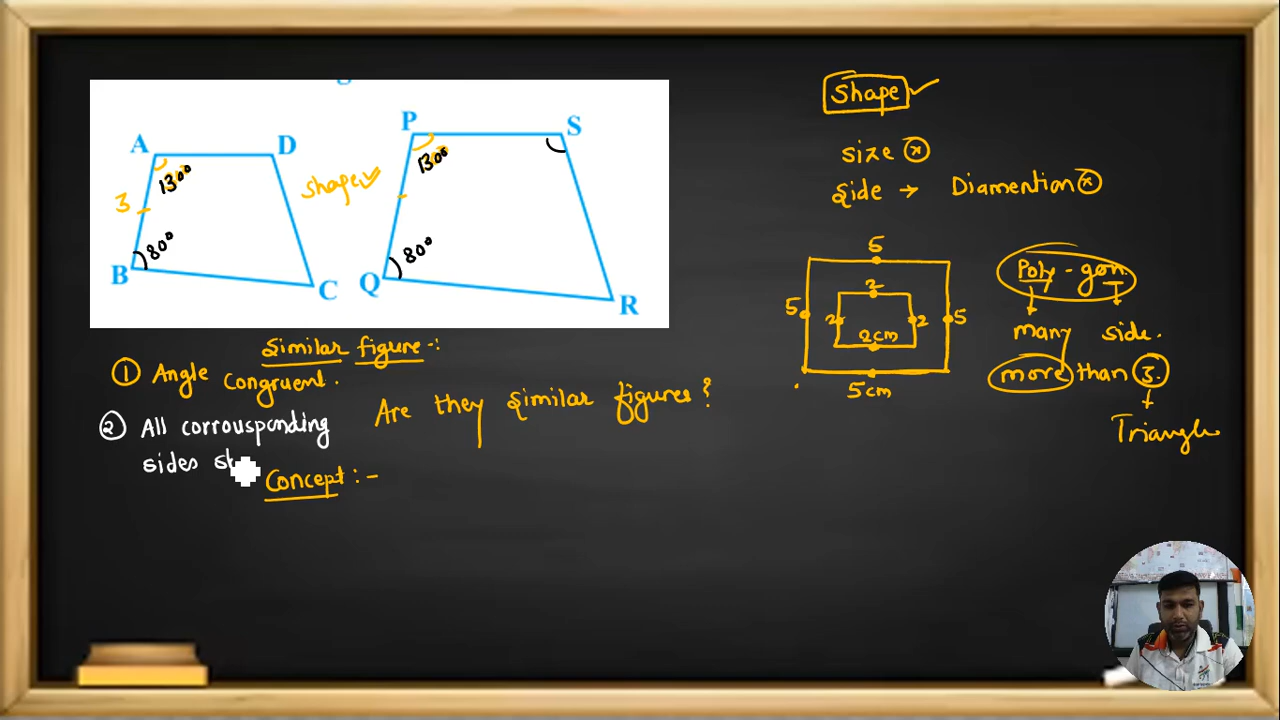 A D
3 130°
80°
B C
shape
P S
130°
80°
Q R
Similar figure -:
① Angle congruent.
② All corrousponding
sides
Are they similar figures?
Concept :-
Shape
size
side → Diamention
5
5 5
2
2 2
2cm
5cm
Poly - gon
many side.
more than 3.
Triangle